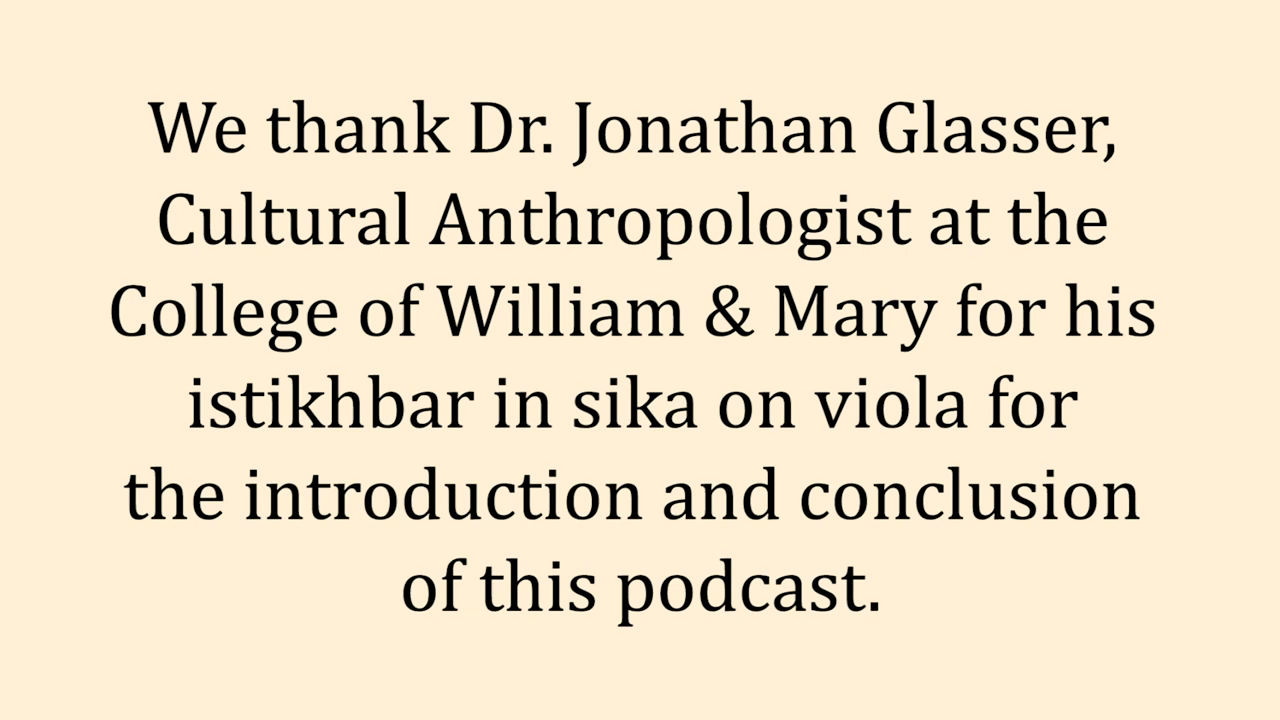 We thank Dr. Jonathan Glasser,
Cultural Anthropologist at the
College of William & Mary for his
istikhbar in sika on viola for
the introduction and conclusion
of this podcast.